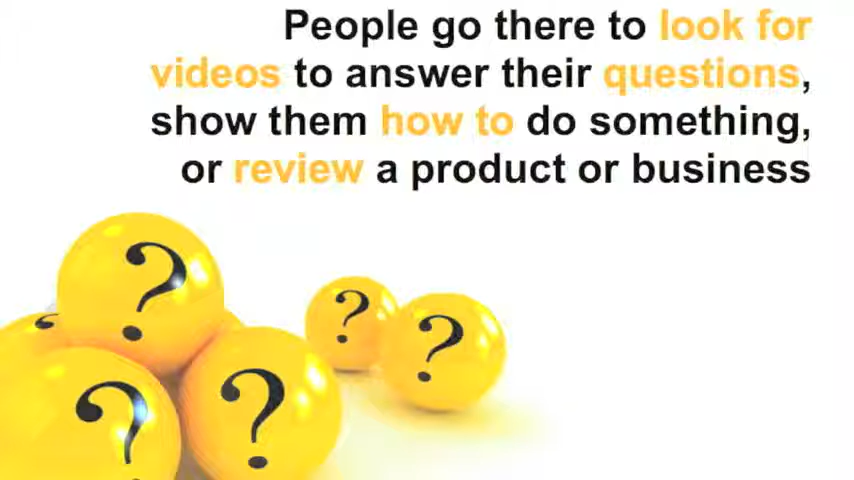 People go there to look for
videos to answer their questions,
show them how to do something,
or review a product or business
?
?
?
?
?